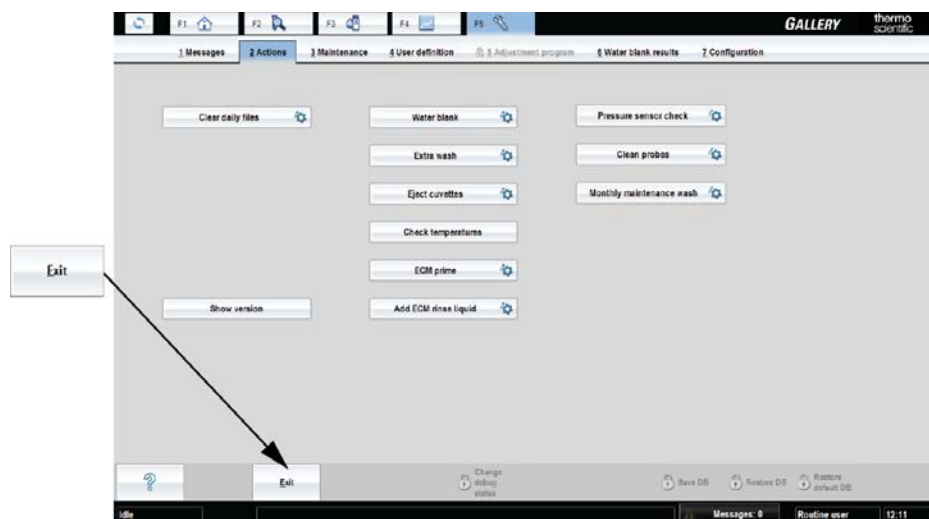 F1 F2 F3 F4 F5 GALLERY thermo
scientific
1 Messages 2 Actions 3 Maintenance 4 User definition 5 Adjustment program 6 Water blank results 7 Configuration
Clear daily files Water blank Pressure sensor check
Extra wash Clean probes
Eject cuvettes Monthly maintenance wash
Check temperatures
Exit
ECM prime
Show version Add ECM rinse liquid
? Exit Change
debug
status Save DB Restore DB Restore
default DB
Idle Messages: 0 Routine user 12:11